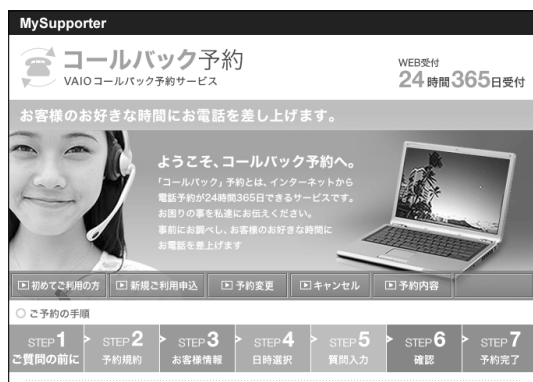 MySupporter
コールバック予約
VAIOコールバック予約サービス
WEB受付
24時間365日受付
お客様のお好きな時間にお電話を差し上げます。
ようこそ、コールバック予約へ。
「コールバック」予約とは、インターネットから
電話予約が24時間365日できるサービスです。
お困りの事を私達にお伝えください。
事前にお調べし、お客様のお好きな時間に
お電話を差上げます
初めてご利用の方 新規ご利用申込 予約変更 キャンセル 予約内容
ご予約の手順
STEP1 STEP2 STEP3 STEP4 STEP5 STEP6 STEP7
ご質問の前に 予約規約 お客様情報 日時選択 質問入力 確認 予約完了